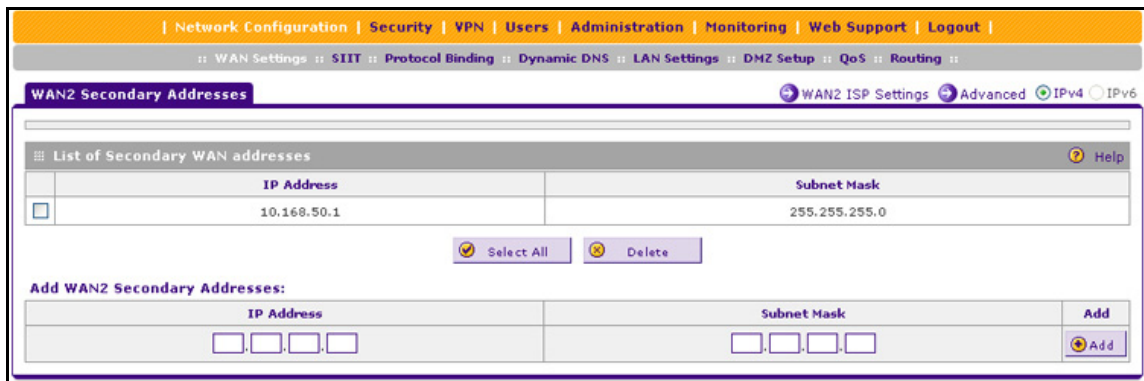 | Network Configuration | Security | VPN | Users | Administration | Monitoring | Web Support | Logout |
:: WAN Settings :: SIIT :: Protocol Binding :: Dynamic DNS :: LAN Settings :: DMZ Setup :: QoS :: Routing ::
WAN2 Secondary Addresses WAN2 ISP Settings Advanced IPv4 IPv6
List of Secondary WAN addresses Help
IP Address Subnet Mask
10.168.50.1 255.255.255.0
Select All Delete
Add WAN2 Secondary Addresses:
IP Address Subnet Mask Add
. . . . . . Add